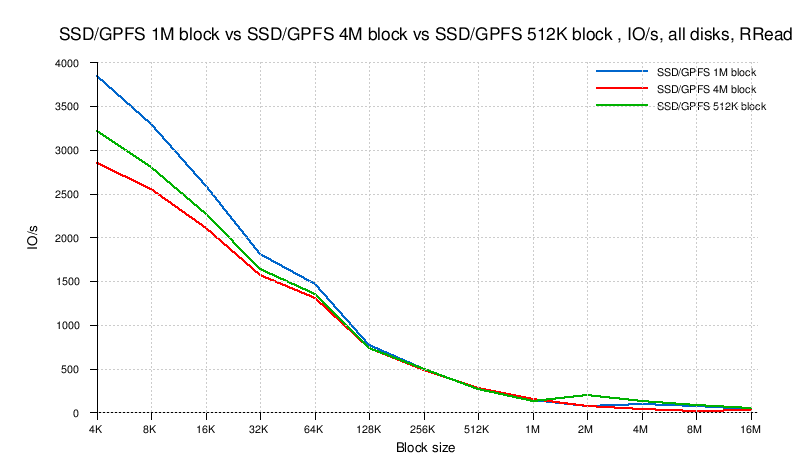 SSD/GPFS 1M block vs SSD/GPFS 4M block vs SSD/GPFS 512K block , IO/s, all disks, RRead
SSD/GPFS 1M block
SSD/GPFS 4M block
SSD/GPFS 512K block
IO/s
4000
3500
3000
2500
2000
1500
1000
500
0
4K 8K 16K 32K 64K 128K 256K 512K 1M 2M 4M 8M 16M
Block size